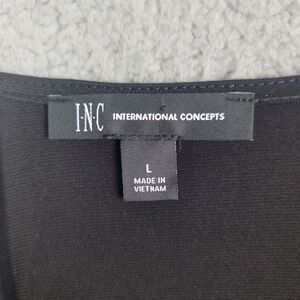 I·N·C INTERNATIONAL CONCEPTS
L
MADE IN
VIETNAM